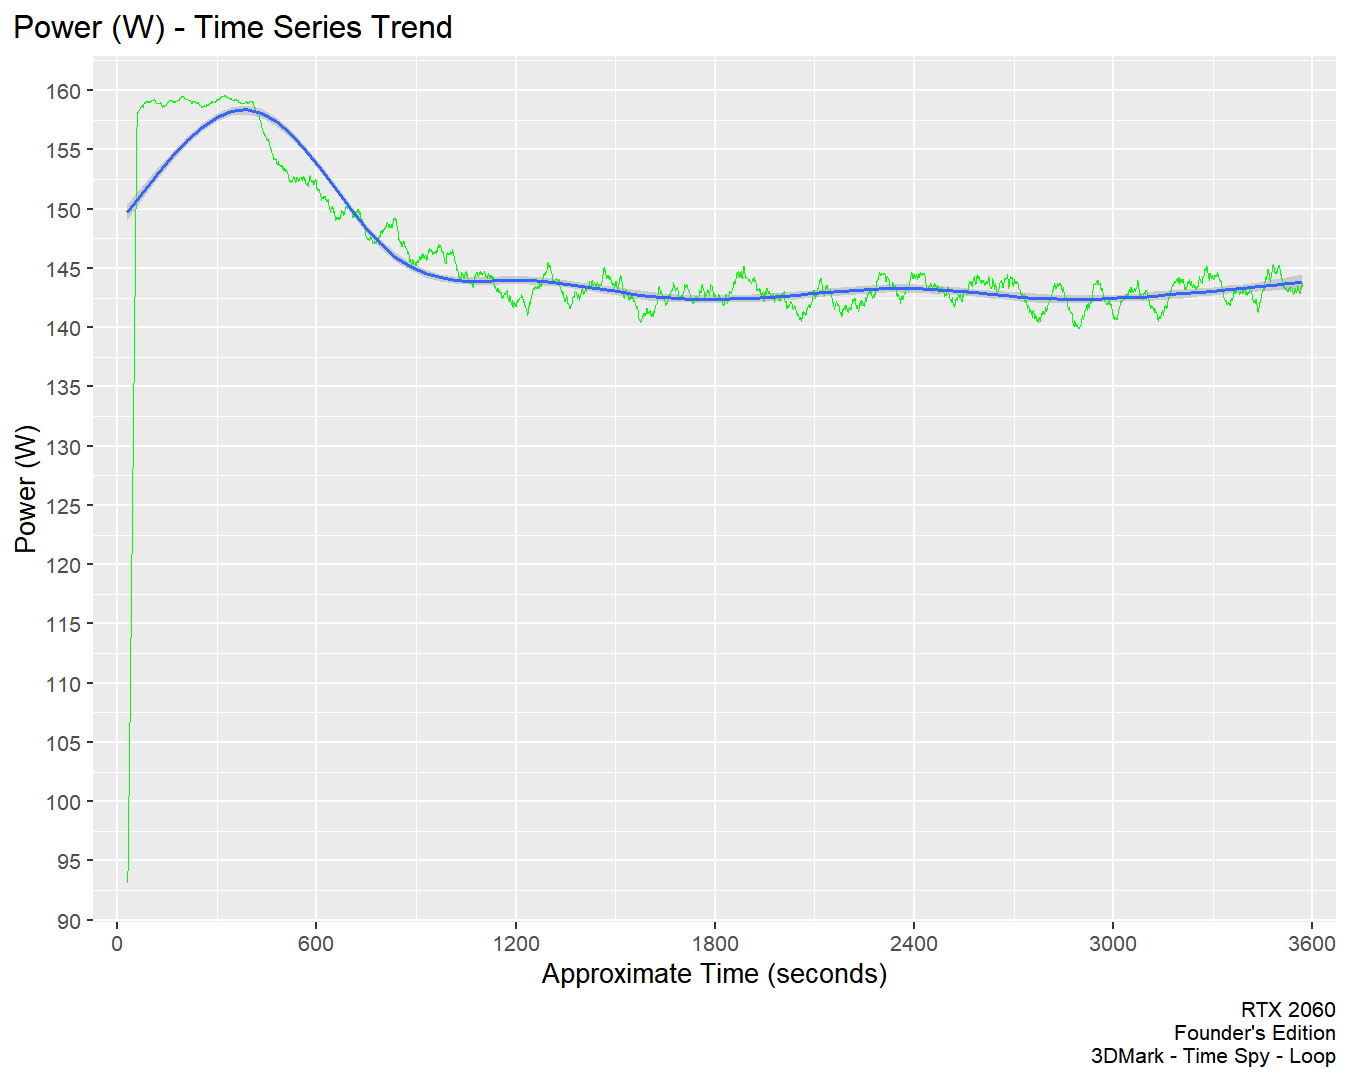 Power (W) - Time Series Trend
Power (W)
160
155
150
145
140
135
130
125
120
115
110
105
100
95
90
0 600 1200 1800 2400 3000 3600
Approximate Time (seconds)
RTX 2060
Founder's Edition
3DMark - Time Spy - Loop